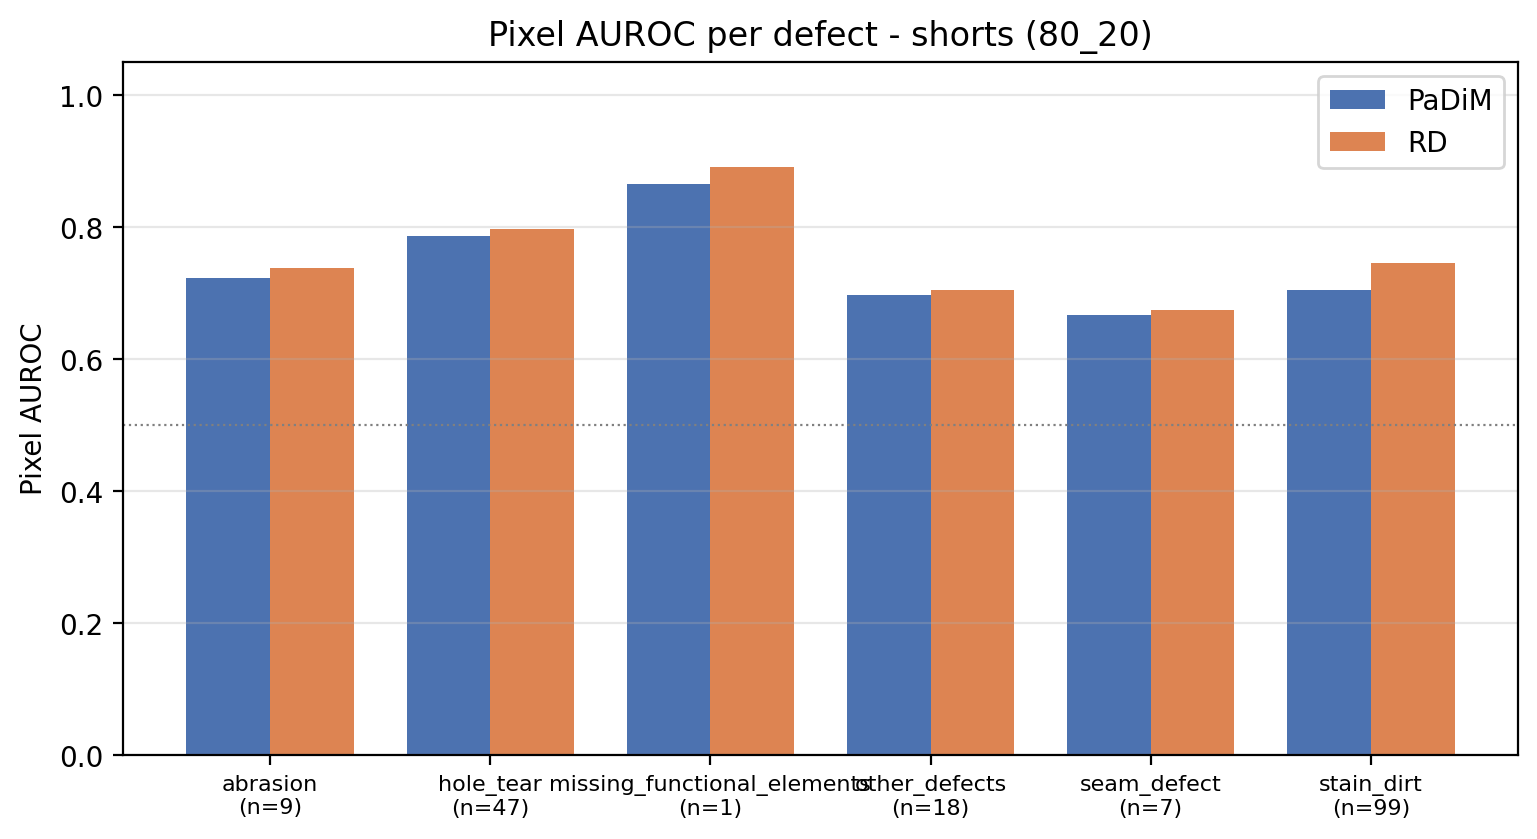 Pixel AUROC per defect - shorts (80_20)
PaDiM
RD
Pixel AUROC
1.0
0.8
0.6
0.4
0.2
0.0
abrasion
(n=9)
hole_tear
(n=47)
missing_functional_elements
(n=1)
other_defects
(n=18)
seam_defect
(n=7)
stain_dirt
(n=99)